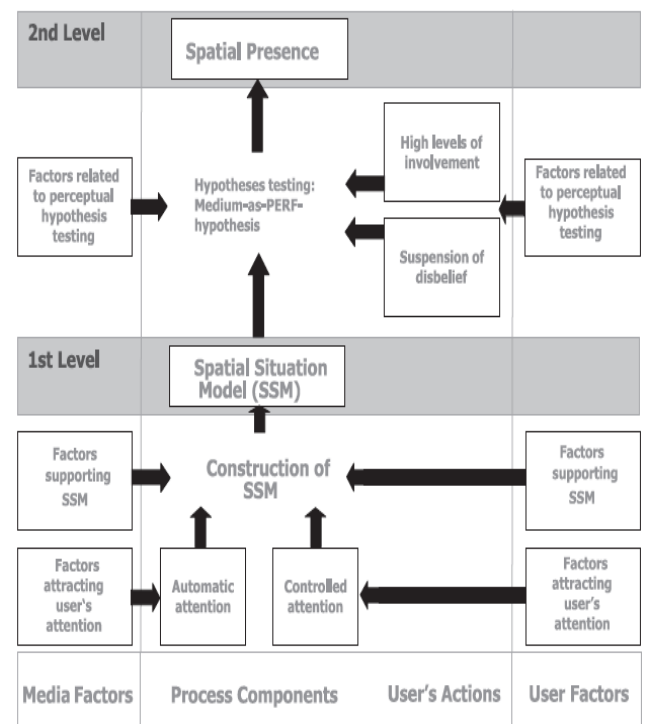 2nd Level
Spatial Presence
High levels of
involvement
Factors related
to perceptual
hypothesis
testing
Hypotheses testing:
Medium-as-PERF-
hypothesis
Factors related
to perceptual
hypothesis
testing
Suspension of
disbelief
1st Level
Spatial Situation
Model (SSM)
Factors
supporting
SSM
Construction of
SSM
Factors
supporting
SSM
Factors
attracting
user's
attention
Automatic
attention
Controlled
attention
Factors
attracting
user's
attention
Media Factors
Process Components
User's Actions
User Factors